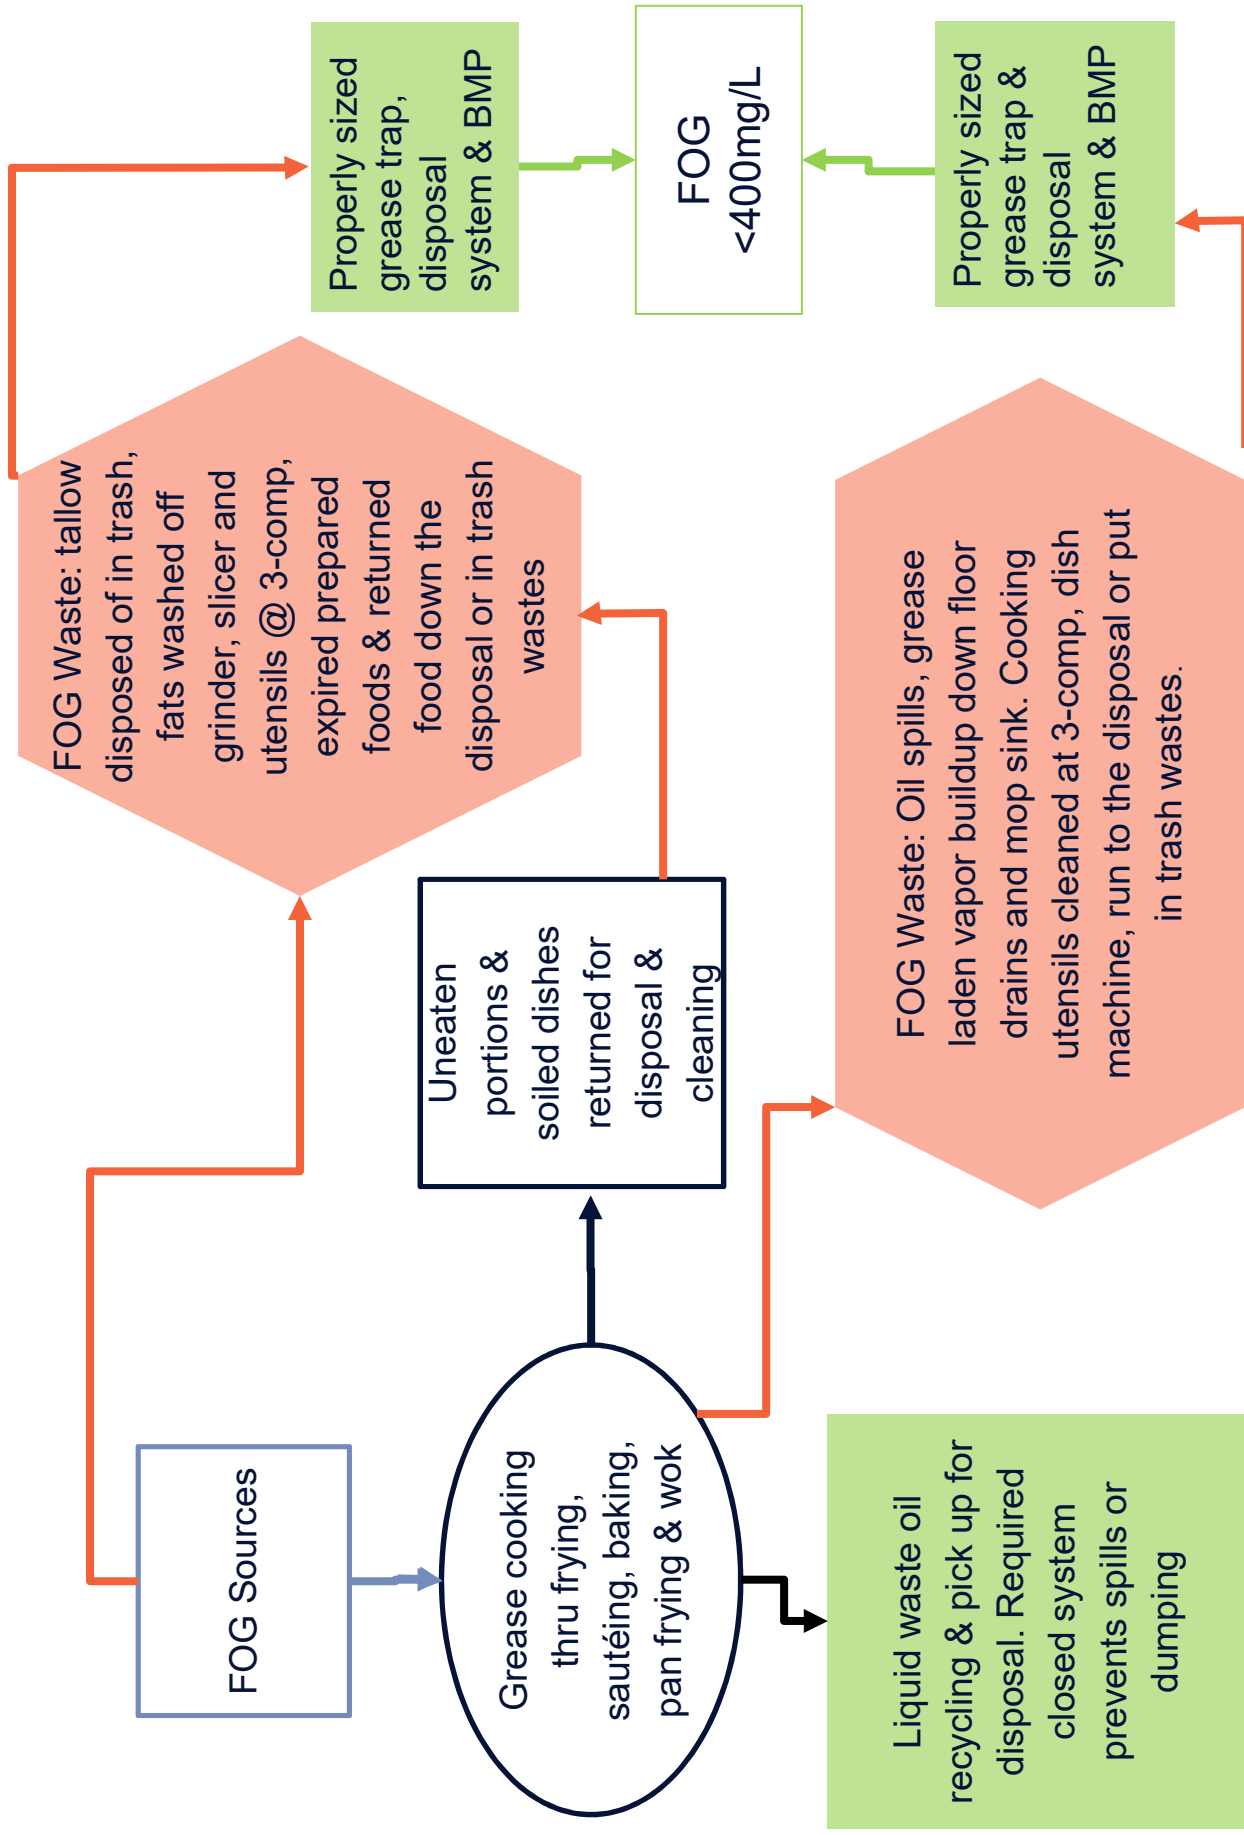 FOG Sources
Grease cooking
thru frying,
sautéing, baking,
pan frying & wok
Liquid waste oil
recycling & pick up for
disposal. Required
closed system
prevents spills or
dumping
Uneaten
portions &
soiled dishes
returned for
disposal &
cleaning
FOG Waste: tallow
disposed of in trash,
fats washed off
grinder, slicer and
utensils @ 3-comp,
expired prepared
foods & returned
food down the
disposal or in trash
wastes
FOG Waste: Oil spills, grease
laden vapor buildup down floor
drains and mop sink. Cooking
utensils cleaned at 3-comp, dish
machine, run to the disposal or put
in trash wastes.
Properly sized
grease trap,
disposal
system & BMP
FOG
<400mg/L
Properly sized
grease trap &
disposal
system & BMP